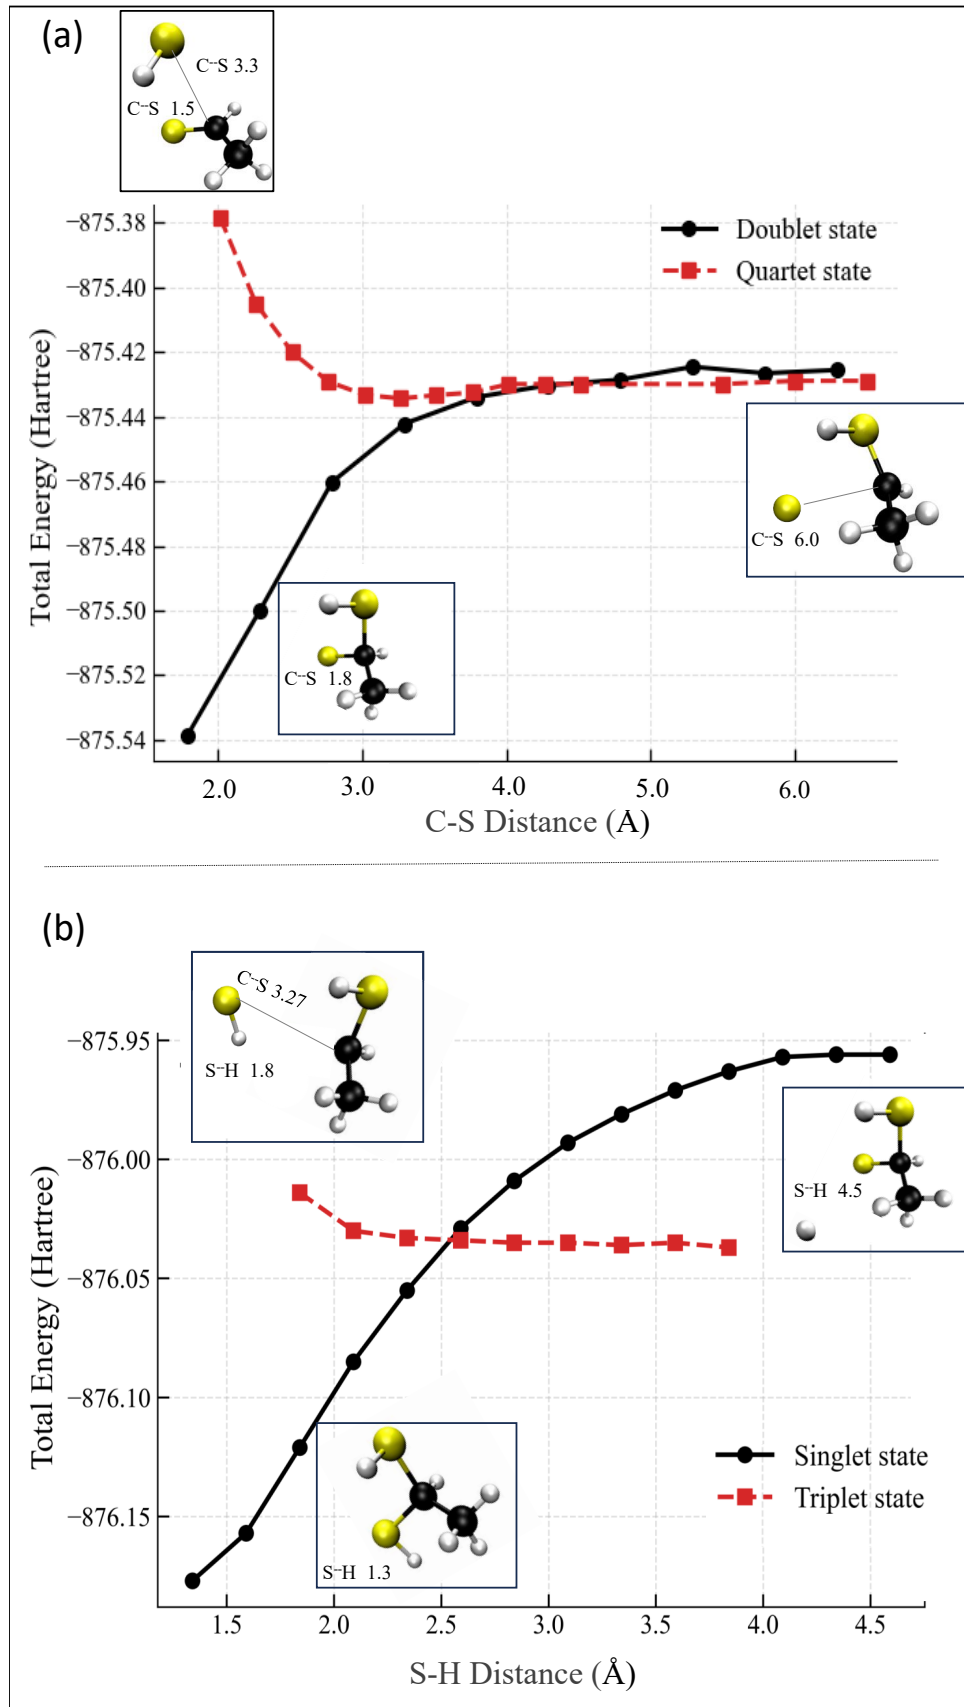 (a)
C--S 3.3
C--S 1.5
−875.38
−875.40
−875.42
−875.44
−875.46
−875.48
−875.50
−875.52
−875.54
Total Energy (Hartree)
Doublet state
Quartet state
C--S 6.0
C--S 1.8
2.0 3.0 4.0 5.0 6.0
C-S Distance (Å)
(b)
C--S 3.27
S--H 1.8
−875.95
−876.00
−876.05
−876.10
−876.15
Total Energy (Hartree)
S--H 4.5
Singlet state
Triplet state
S--H 1.3
1.5 2.0 2.5 3.0 3.5 4.0 4.5
S-H Distance (Å)